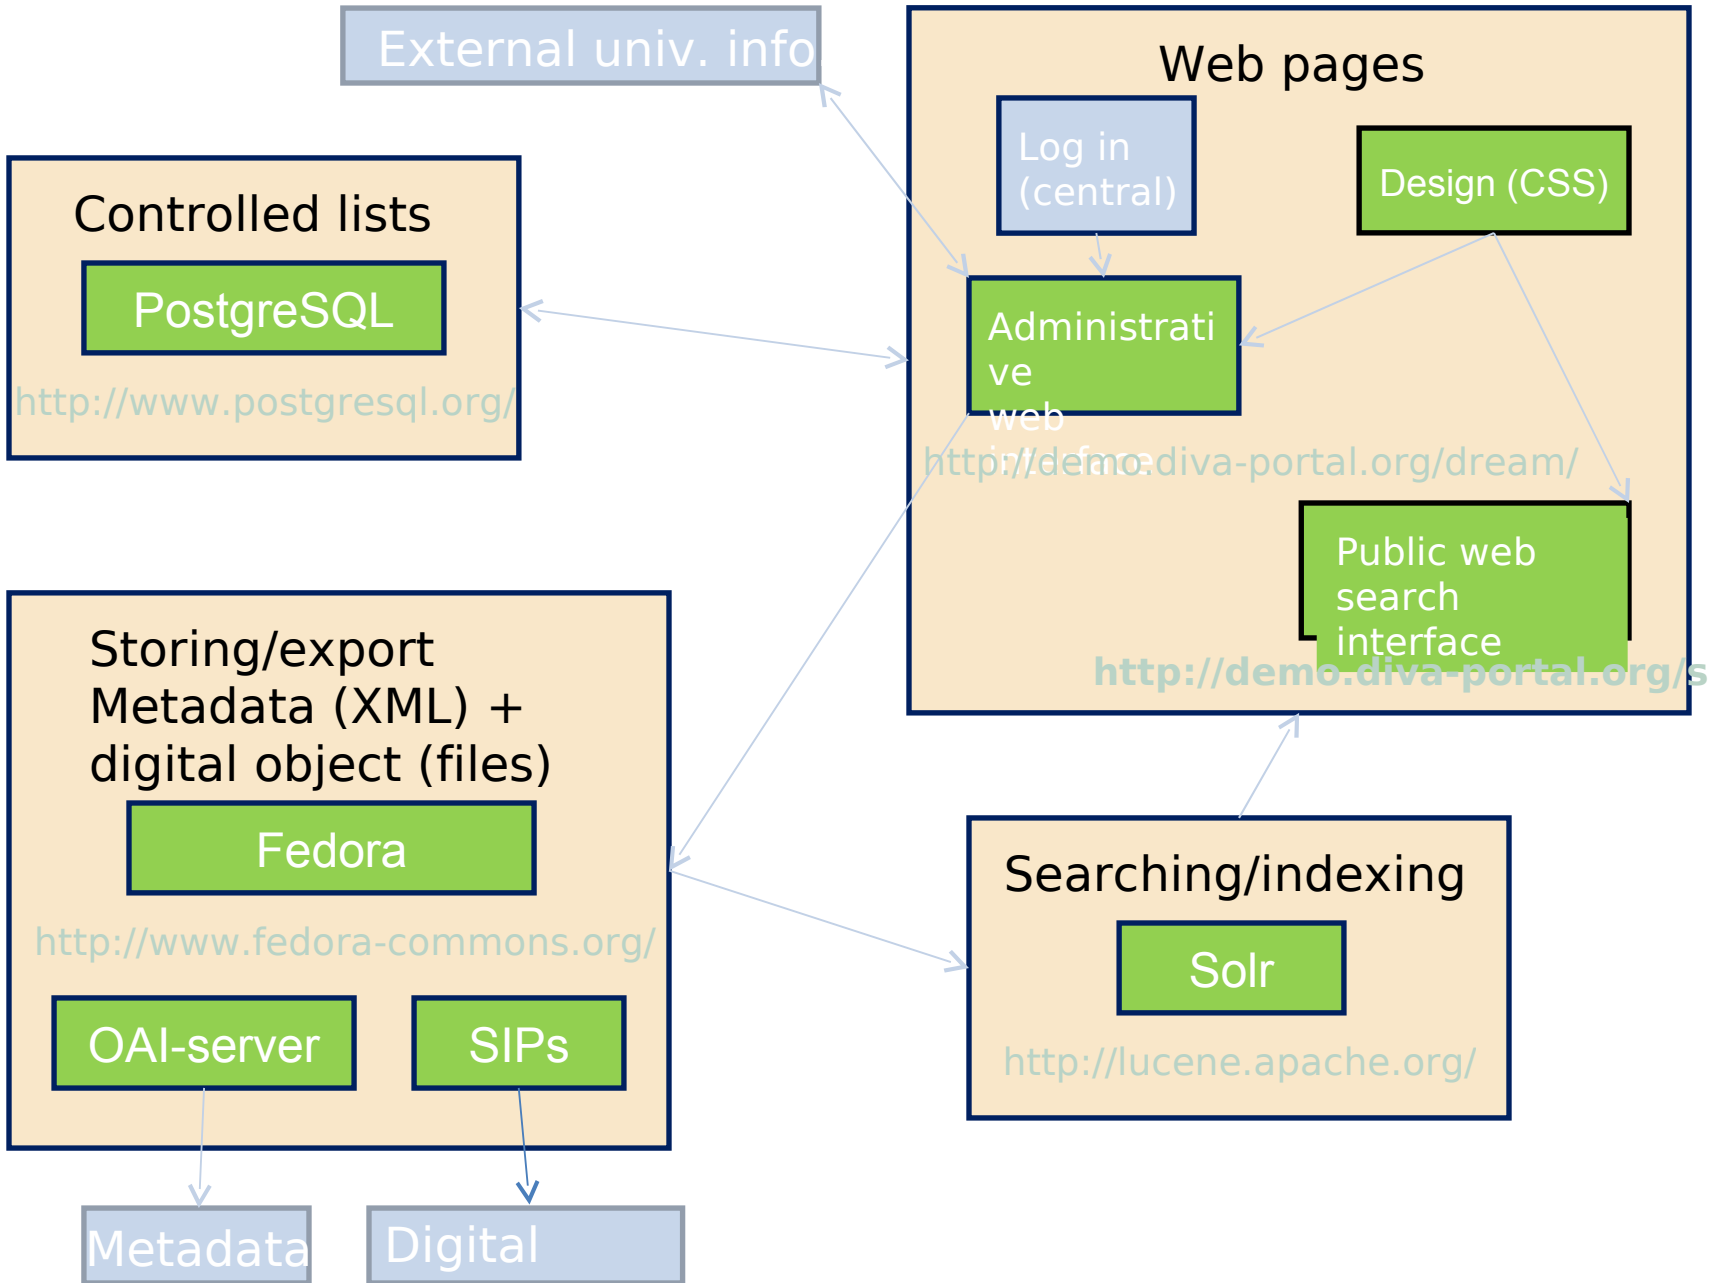 External univ. info
Web pages
Log in
(central)
Design (CSS)
Controlled lists
PostgreSQL
http://www.postgresql.org/
Administrati
ve
web
interface
http://demo.diva-portal.org/dream/
Public web
search
interface
http://demo.diva-portal.org/s
Storing/export
Metadata (XML) +
digital object (files)
Fedora
http://www.fedora-commons.org/
OAI-server
SIPs
Searching/indexing
Solr
http://lucene.apache.org/
Metadata
Digital